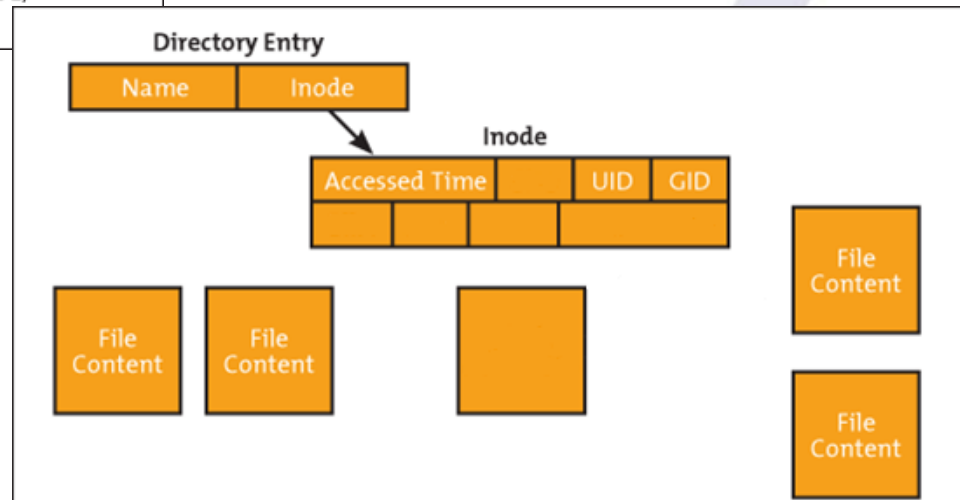 Directory Entry
Name
Inode
Inode
Accessed Time
UID
GID
File
Content
File
Content
File
Content
File
Content